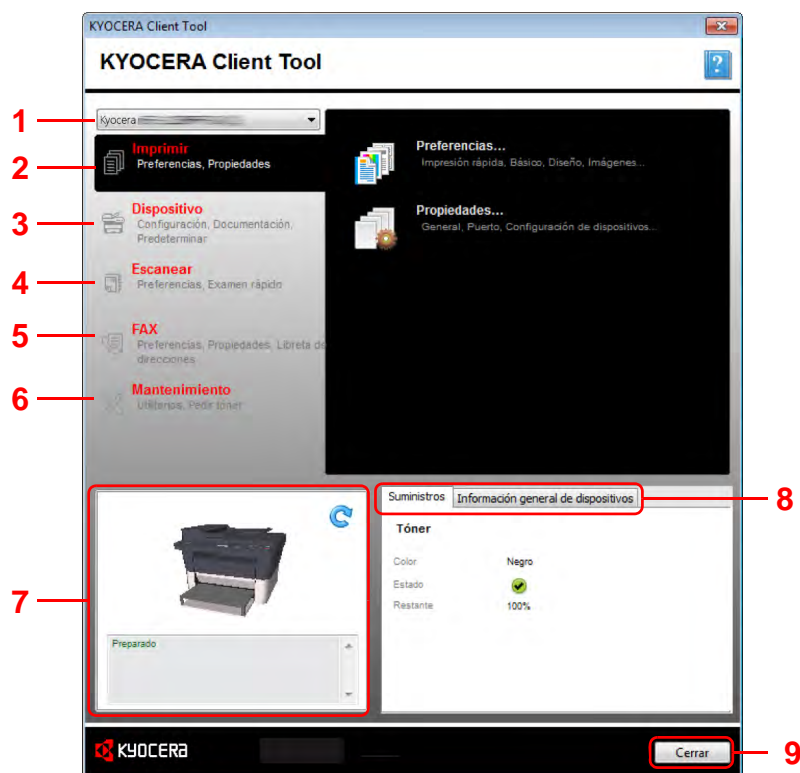 KYOCERA Client Tool
KYOCERA Client Tool
?
1
Kyocera
2
Imprimir
Preferencias, Propiedades
Preferencias...
Impresión rápida, Básico, Diseño, Imágenes...
3
Dispositivo
Configuración, Documentación,
Predeterminar
Propiedades...
General, Puerto, Configuración de dispositivos...
4
Escanear
Preferencias, Examen rápido
5
FAX
Preferencias, Propiedades, Libreta de
direcciones
6
Mantenimiento
Utilitarios, Pedir tóner
7
Preparado
Suministros
Información general de dispositivos
8
Tóner
Color
Negro
Estado
Restante
100%
KYOCERA
Cerrar
9